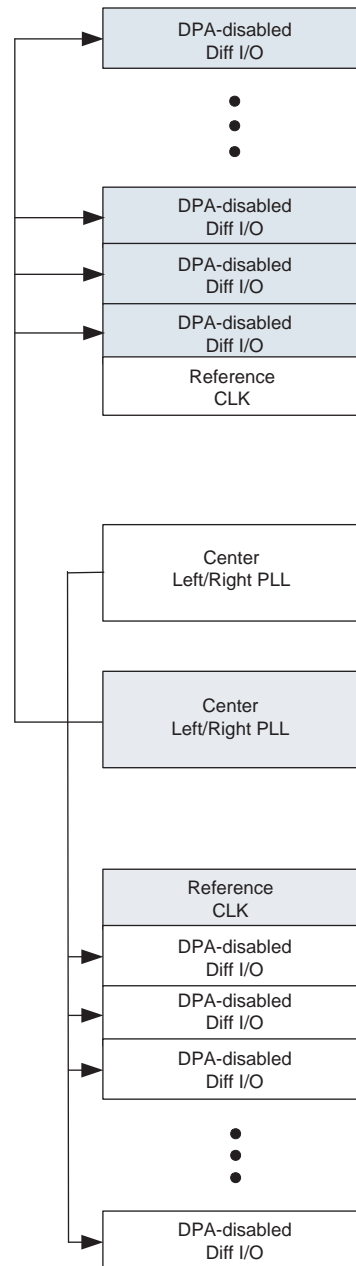 DPA-disabled
Diff I/O
DPA-disabled
Diff I/O
DPA-disabled
Diff I/O
DPA-disabled
Diff I/O
Reference
CLK
Center
Left/Right PLL
Center
Left/Right PLL
Reference
CLK
DPA-disabled
Diff I/O
DPA-disabled
Diff I/O
DPA-disabled
Diff I/O
DPA-disabled
Diff I/O